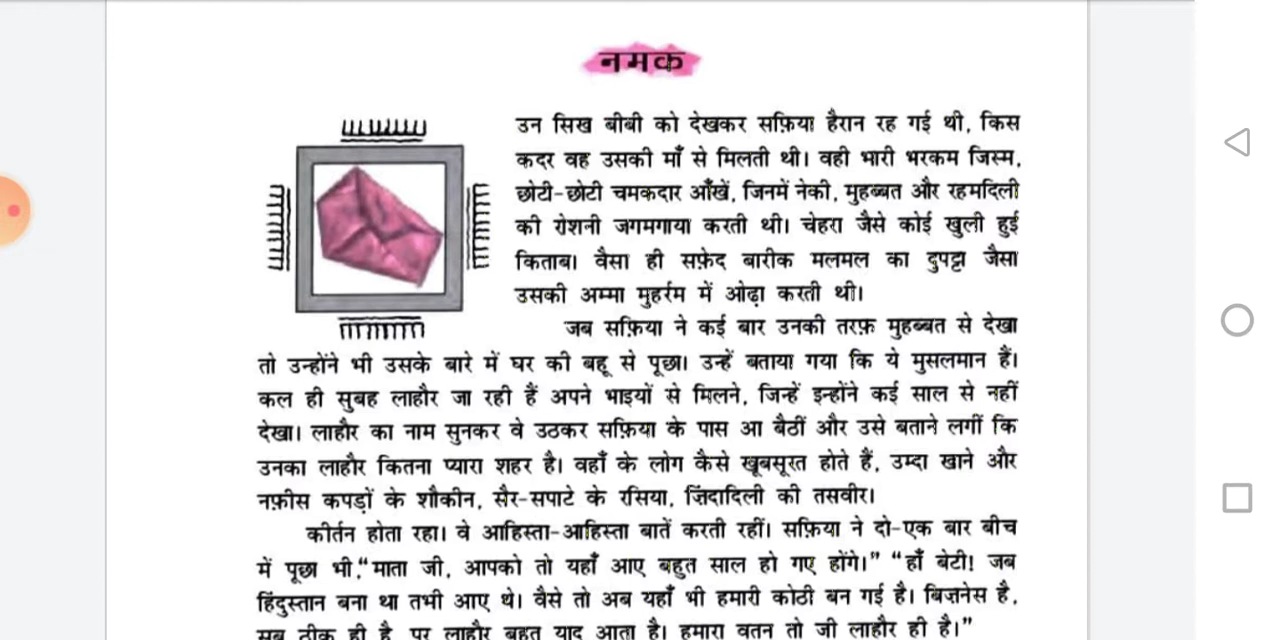 नमक
उन सिख बीबी को देखकर सफ़िया हैरान रह गई थी, किस
कदर वह उसकी माँ से मिलती थी। वही भारी भरकम जिस्म,
छोटी-छोटी चमकदार आँखें, जिनमें नेकी, मुहब्बत और रहमदिली
की रोशनी जगमगाया करती थी। चेहरा जैसे कोई खुली हुई
किताब। वैसा ही सफ़ेद बारीक मलमल का दुपट्टा जैसा
उसकी अम्मा मुहर्रम में ओढ़ा करती थी।
जब सफ़िया ने कई बार उनकी तरफ़ मुहब्बत से देखा
तो उन्होंने भी उसके बारे में घर की बहू से पूछा। उन्हें बताया गया कि ये मुसलमान हैं।
कल ही सुबह लाहौर जा रही हैं अपने भाइयों से मिलने, जिन्हें इन्होंने कई साल से नहीं
देखा। लाहौर का नाम सुनकर वे उठकर सफ़िया के पास आ बैठीं और उसे बताने लगीं कि
उनका लाहौर कितना प्यारा शहर है। वहाँ के लोग कैसे खूबसूरत होते हैं, उम्दा खाने और
नफ़ीस कपड़ों के शौकीन, सैर-सपाटे के रसिया, ज़िंदादिली की तसवीर।
कीर्तन होता रहा। वे आहिस्ता-आहिस्ता बातें करती रहीं। सफ़िया ने दो-एक बार बीच
में पूछा भी,“माता जी, आपको तो यहाँ आए बहुत साल हो गए होंगे।” “हाँ बेटी! जब
हिंदुस्तान बना था तभी आए थे। वैसे तो अब यहाँ भी हमारी कोठी बन गई है। बिज़नेस है,
सब ठीक ही है, पर लाहौर बहुत याद आता है। हमारा वतन तो जी लाहौर ही है।”